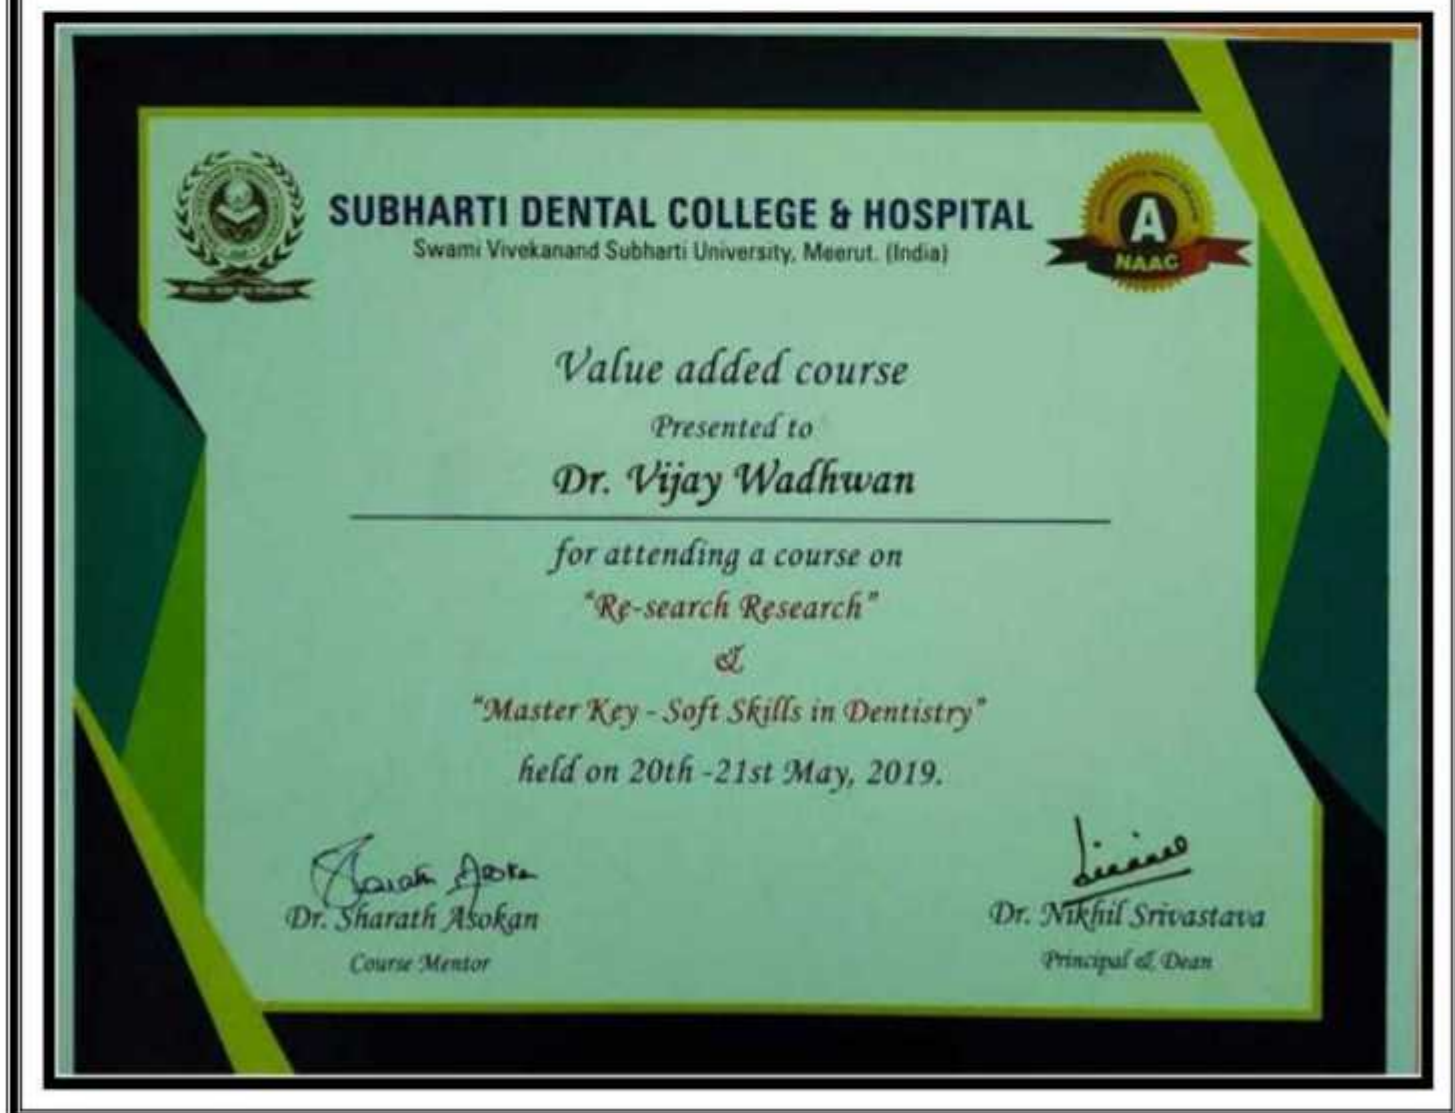 SUBHARTI DENTAL COLLEGE & HOSPITAL
Swami Vivekanand Subharti University, Meerut. (India)
A
NAAC
Value added course
Presented to
Dr. Vijay Wadhwan
for attending a course on
"Re-search Research"
&
"Master Key - Soft Skills in Dentistry"
held on 20th -21st May, 2019.
Sharath Asokan
Dr. Sharath Asokan
Dr. Nikhil Srivastava
Course Mentor
Principal & Dean